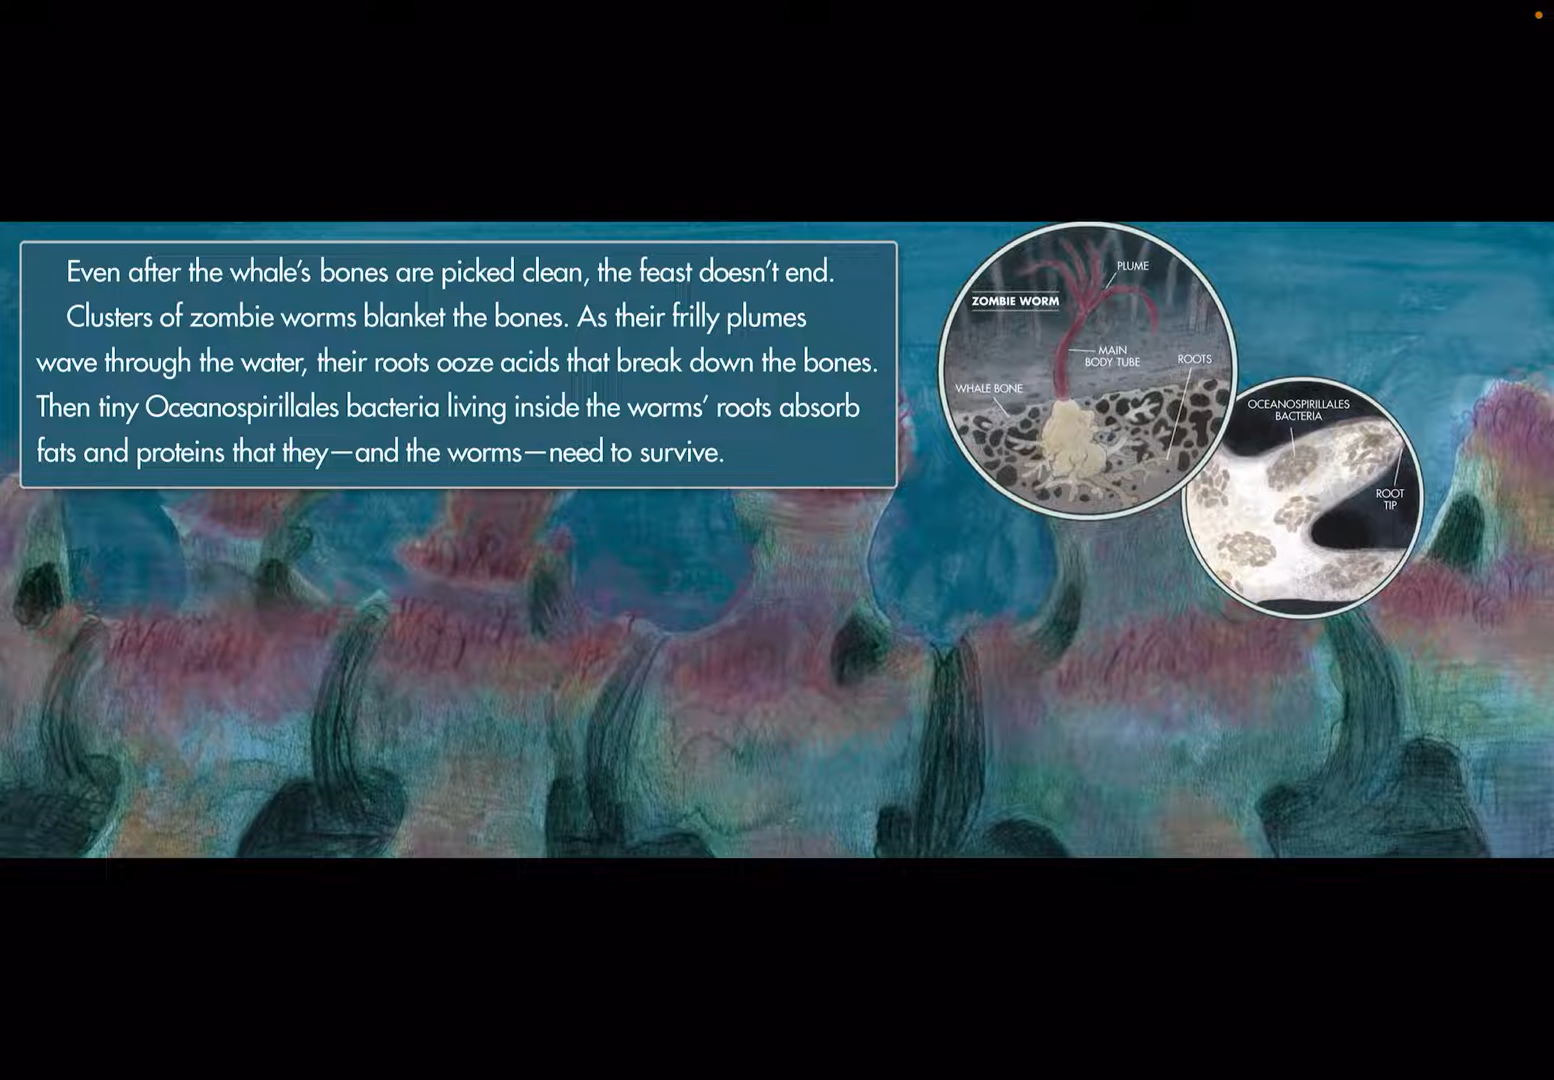 Even after the whale's bones are picked clean, the feast doesn't end.
Clusters of zombie worms blanket the bones. As their frilly plumes
wave through the water, their roots ooze acids that break down the bones.
Then tiny Oceanospirillales bacteria living inside the worms' roots absorb
fats and proteins that they—and the worms—need to survive.
ZOMBIE WORM
PLUME
MAIN
BODY TUBE
ROOTS
WHALE BONE
OCEANOSPIRILLALES
BACTERIA
ROOT
TIP